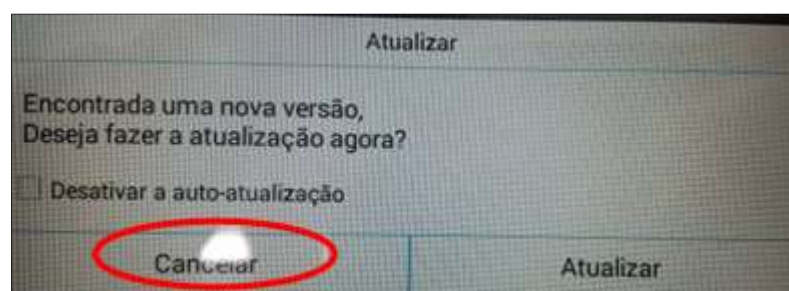 Atualizar
Encontrada uma nova versão,
Deseja fazer a atualização agora?
Desativar a auto-atualização
Cancelar
Atualizar